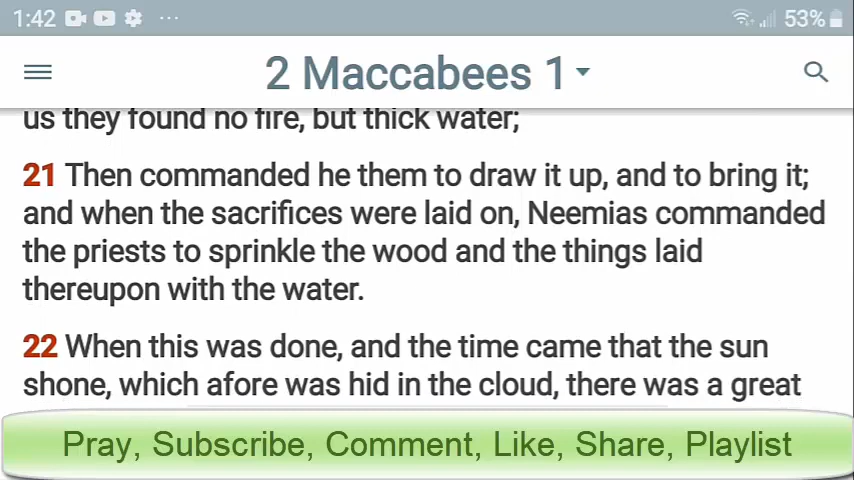 1:42 53%
2 Maccabees 1
us they found no fire, but thick water;
21 Then commanded he them to draw it up, and to bring it;
and when the sacrifices were laid on, Neemias commanded
the priests to sprinkle the wood and the things laid
thereupon with the water.
22 When this was done, and the time came that the sun
shone, which afore was hid in the cloud, there was a great
Pray, Subscribe, Comment, Like, Share, Playlist